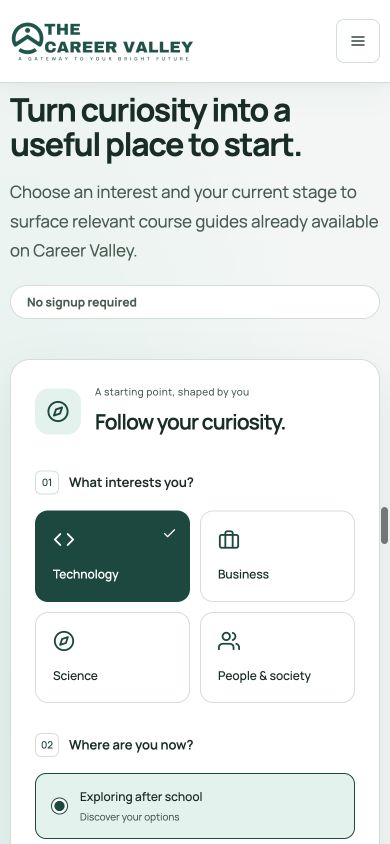 THE
CAREER VALLEY
A GATEWAY TO YOUR BRIGHT FUTURE
Turn curiosity into a
useful place to start.
Choose an interest and your current stage to
surface relevant course guides already available
on Career Valley.
No signup required
A starting point, shaped by you
Follow your curiosity.
01 What interests you?
Technology
Business
Science
People & society
02 Where are you now?
Exploring after school
Discover your options